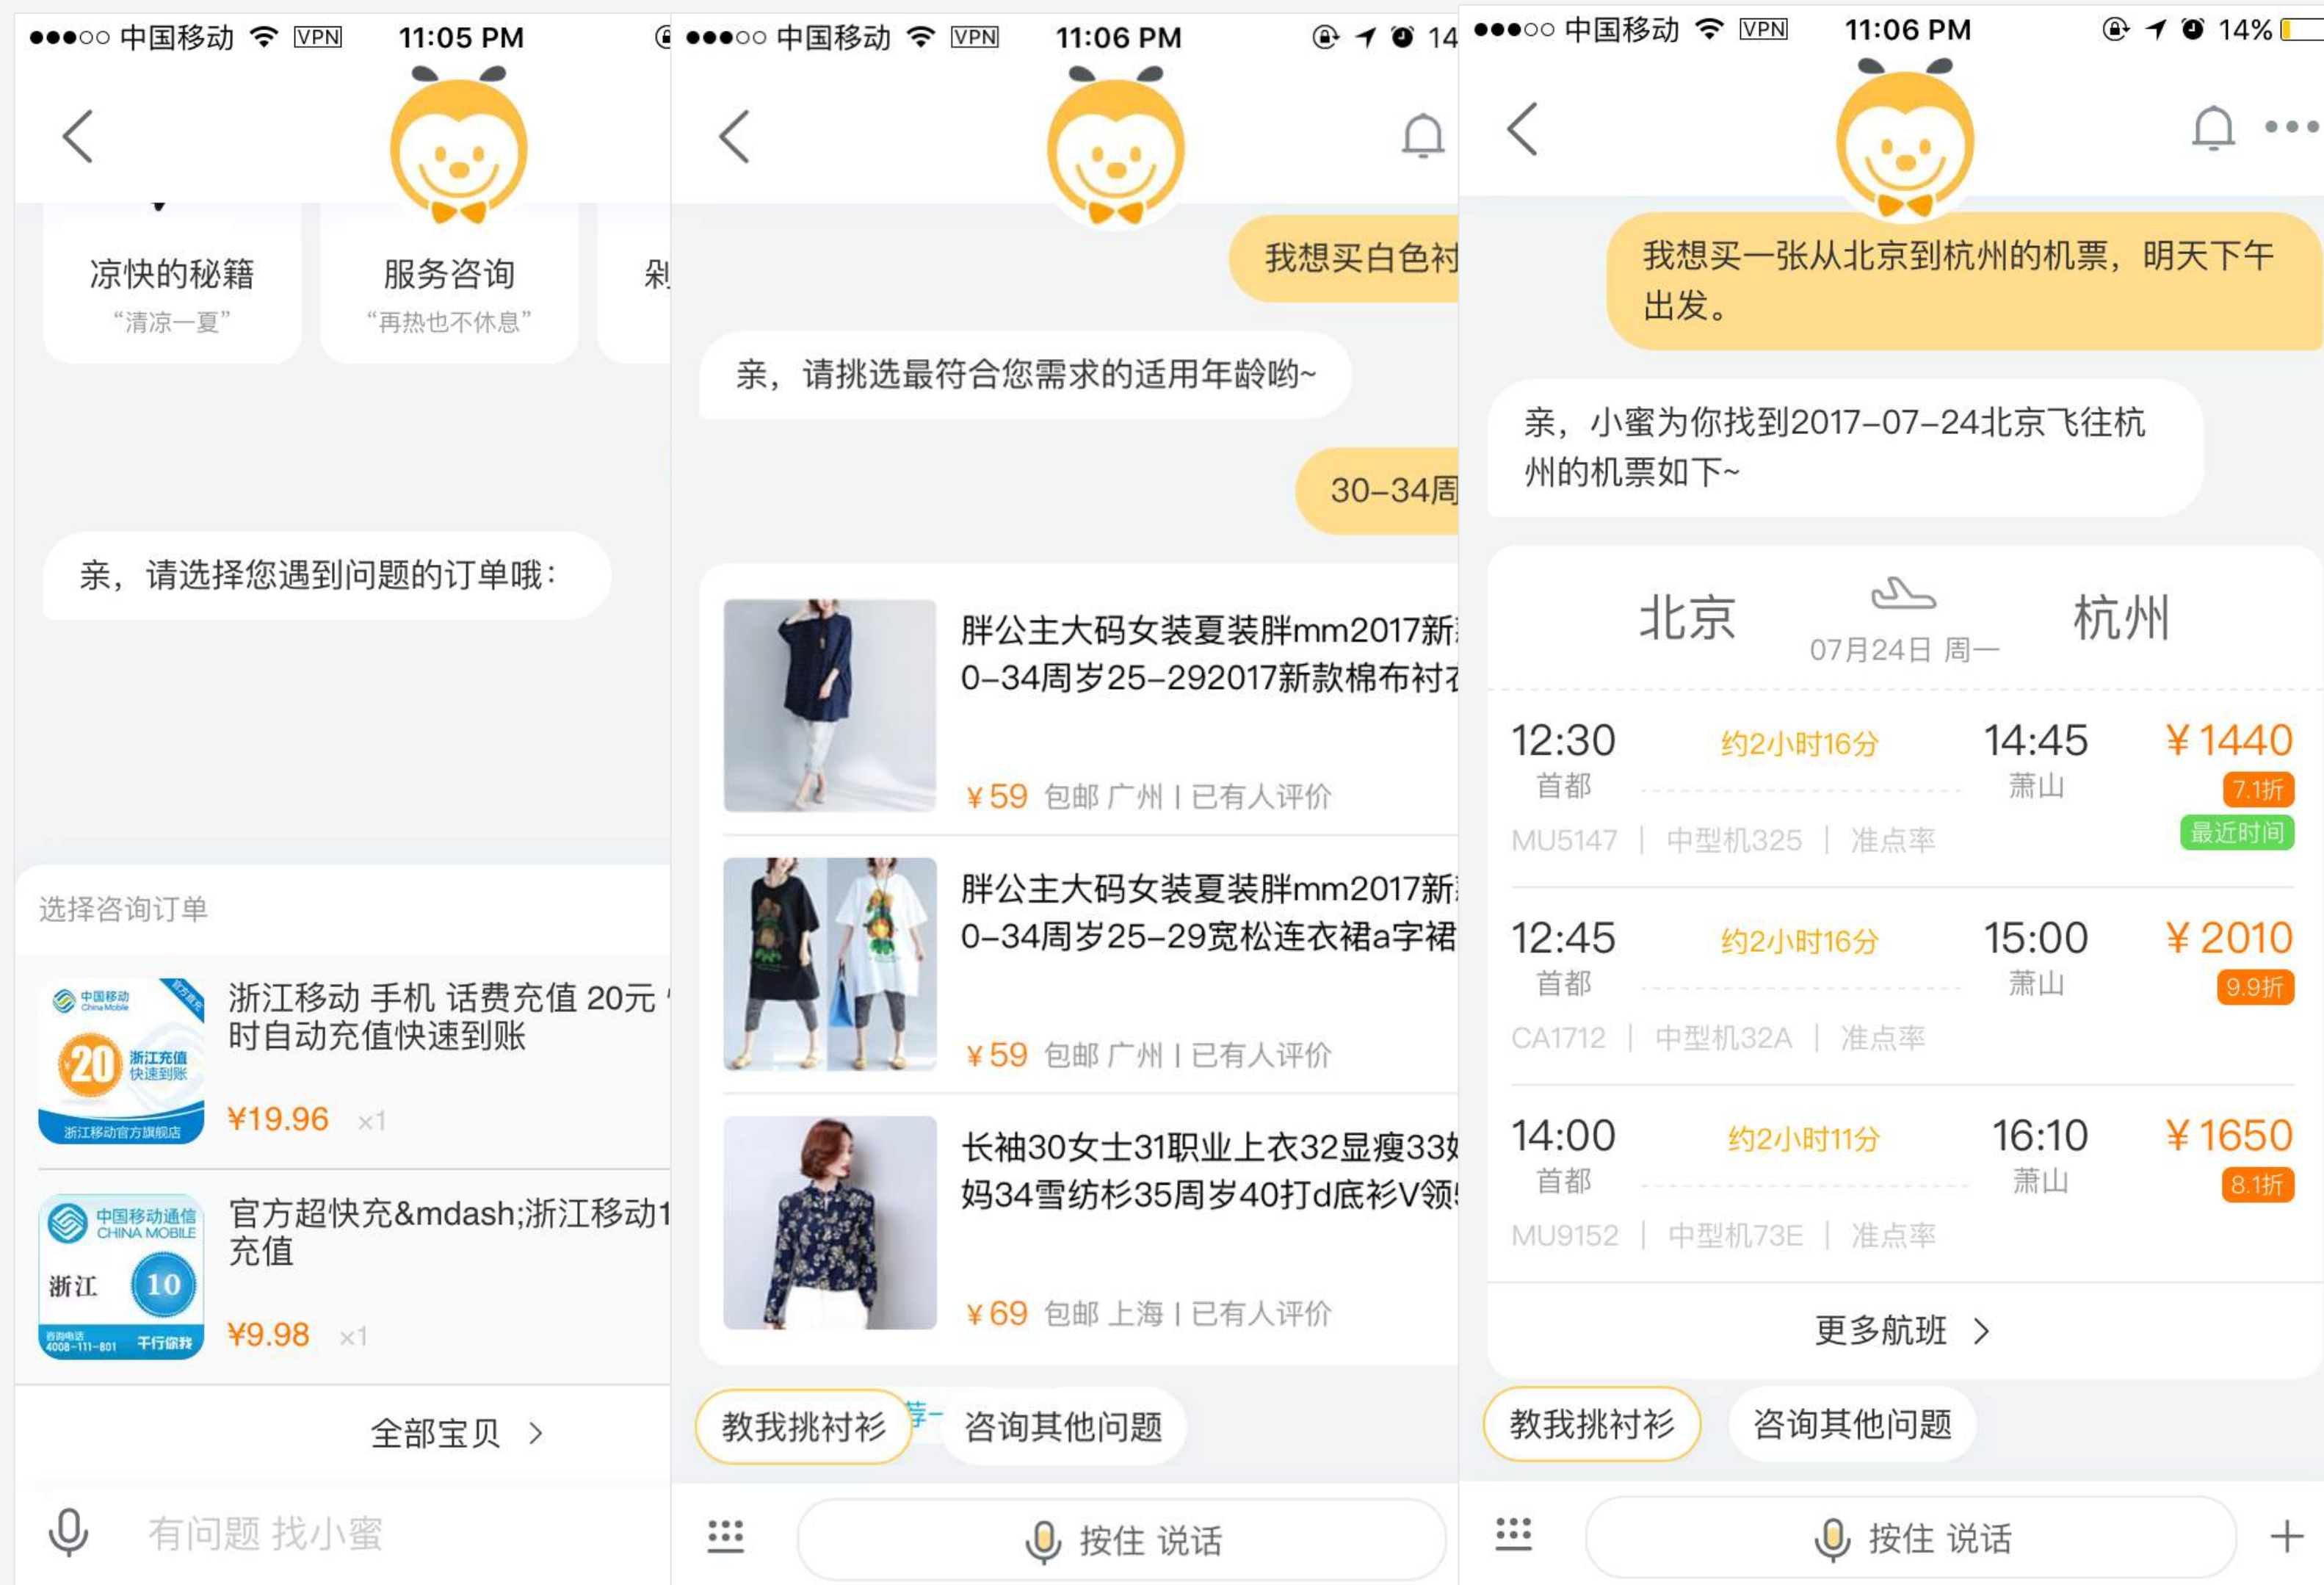 中国移动 VPN 11:05 PM
凉快的秘籍
“清凉一夏”
服务咨询
“再热也不休息”
剁
亲，请选择您遇到问题的订单哦：
选择咨询订单
中国移动
China Mobile
官方直充
20 浙江充值
快速到账
浙江移动官方旗舰店
浙江移动 手机 话费充值 20元
时自动充值快速到账
¥19.96 ×1
中国移动通信
CHINA MOBILE
浙江 10
咨询电话
4008-111-801 千行你我
官方超快充&mdash;浙江移动1
充值
¥9.98 ×1
全部宝贝 >
有问题 找小蜜
中国移动 VPN 11:06 PM 14
我想买白色衬
亲，请挑选最符合您需求的适用年龄哟~
30-34周
胖公主大码女装夏装胖mm2017新
0-34周岁25-292017新款棉布衬衣
¥59 包邮 广州 | 已有人评价
胖公主大码女装夏装胖mm2017新
0-34周岁25-29宽松连衣裙a字裙
¥59 包邮 广州 | 已有人评价
长袖30女士31职业上衣32显瘦33
妈34雪纺衫35周岁40打d底衫V领
¥69 包邮 上海 | 已有人评价
教我挑衬衫 荐- 咨询其他问题
按住 说话
中国移动 VPN 11:06 PM 14%
我想买一张从北京到杭州的机票，明天下午
出发。
亲，小蜜为你找到2017-07-24北京飞往杭
州的机票如下~
北京 杭州
07月24日 周一
12:30 约2小时16分 14:45 ¥1440
首都 萧山 7.1折
MU5147 | 中型机325 | 准点率 最近时间
12:45 约2小时16分 15:00 ¥2010
首都 萧山 9.9折
CA1712 | 中型机32A | 准点率
14:00 约2小时11分 16:10 ¥1650
首都 萧山 8.1折
MU9152 | 中型机73E | 准点率
更多航班 >
教我挑衬衫 咨询其他问题
按住 说话